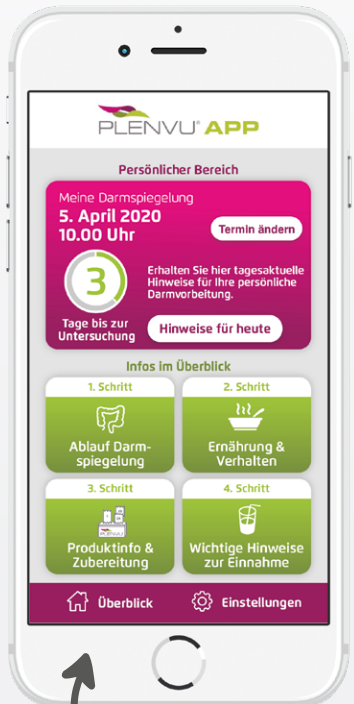 PLENVU® APP
Persönlicher Bereich
Meine Darmspiegelung
5. April 2020
10.00 Uhr
Termin ändern
3
Tage bis zur
Untersuchung
Erhalten Sie hier tagesaktuelle
Hinweise für Ihre persönliche
Darmvorbeitung.
Hinweise für heute
Infos im Überblick
1. Schritt
Ablauf Darm-
spiegelung
2. Schritt
Ernährung &
Verhalten
3. Schritt
PLENVU
Produktinfo &
Zubereitung
4. Schritt
Wichtige Hinweise
zur Einnahme
Überblick
Einstellungen